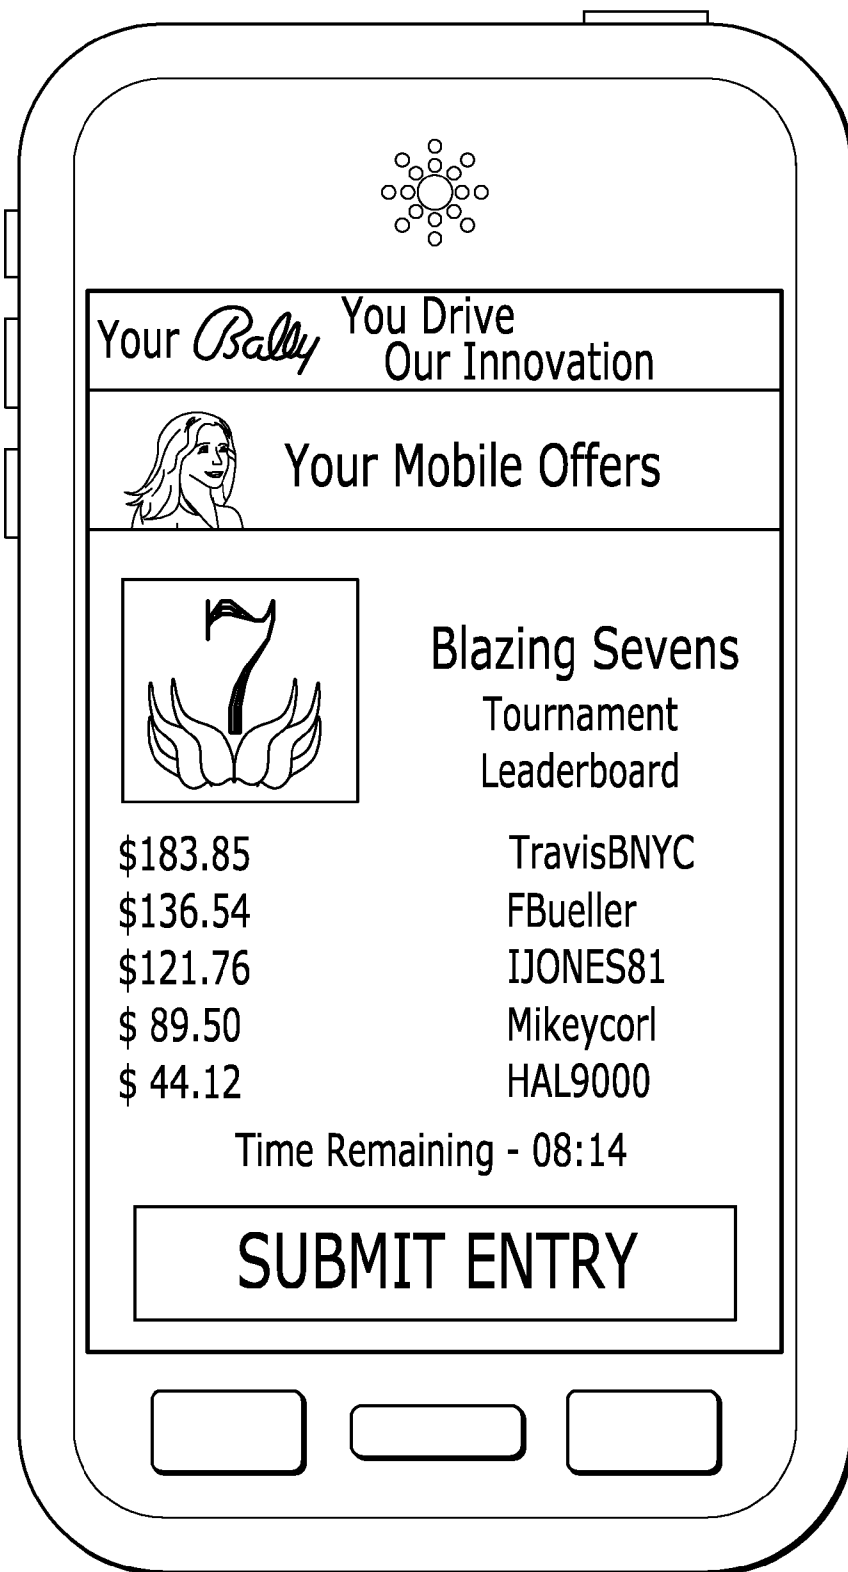 Your Bally You Drive
Our Innovation
Your Mobile Offers
7
Blazing Sevens
Tournament
Leaderboard
$183.85 TravisBNYC
$136.54 FBueller
$121.76 IJONES81
$ 89.50 Mikeycorl
$ 44.12 HAL9000
Time Remaining - 08:14
SUBMIT ENTRY